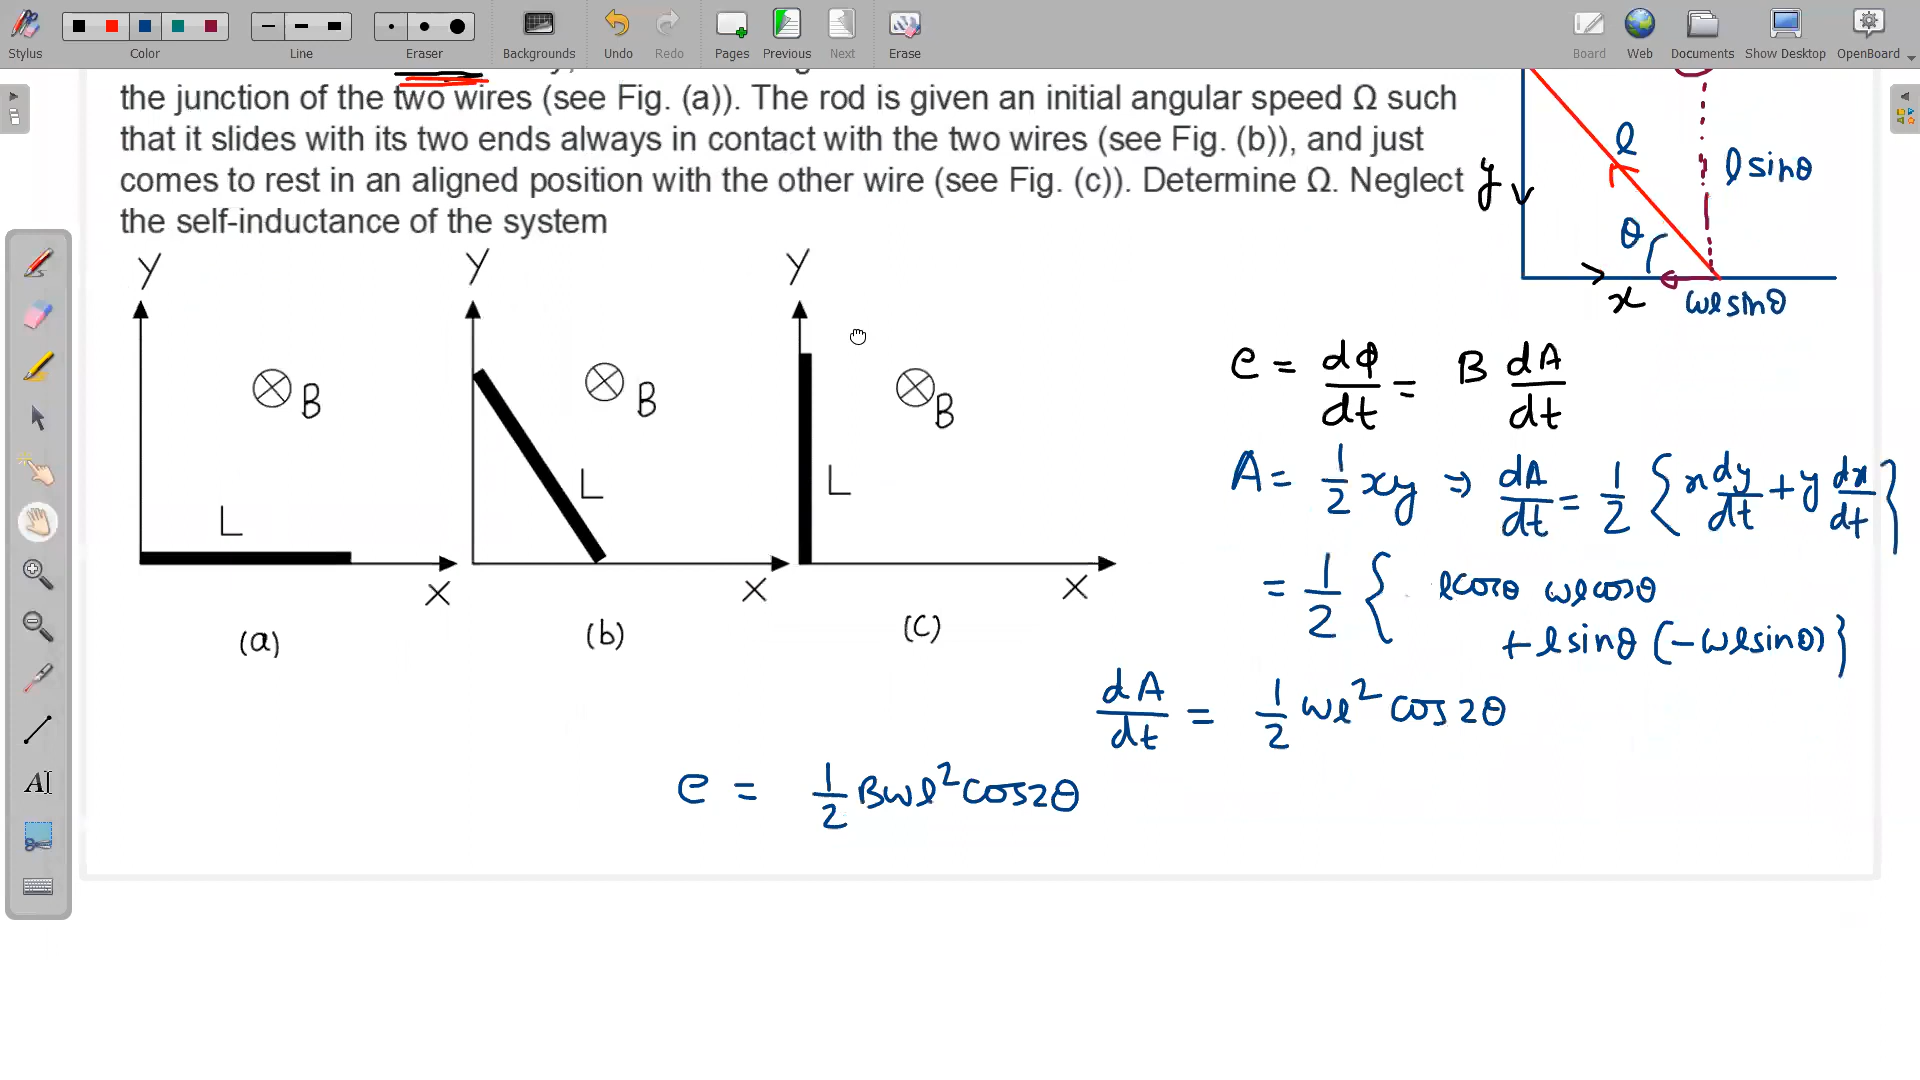 Stylus Color Line Eraser Backgrounds Undo Redo Pages Previous Next Erase Board Web Documents Show Desktop OpenBoard
the junction of the two wires (see Fig. (a)). The rod is given an initial angular speed Ω such
that it slides with its two ends always in contact with the two wires (see Fig. (b)), and just
comes to rest in an aligned position with the other wire (see Fig. (c)). Determine Ω. Neglect
the self-inductance of the system
Y
⊗ B
L
X
(a)
Y
⊗ B
L
X
(b)
Y
⊗ B
L
X
(c)
y
l
l sinθ
θ
x
ωl sinθ
e = dφ/dt = B dA/dt
A = 1/2 xy ⇒ dA/dt = 1/2 { x dy/dt + y dx/dt }
= 1/2 { l cosθ ωl cosθ
+ l sinθ (-ωl sinθ) }
dA/dt = 1/2 ωl² cos2θ
e = 1/2 Bωl² cos2θ
AI